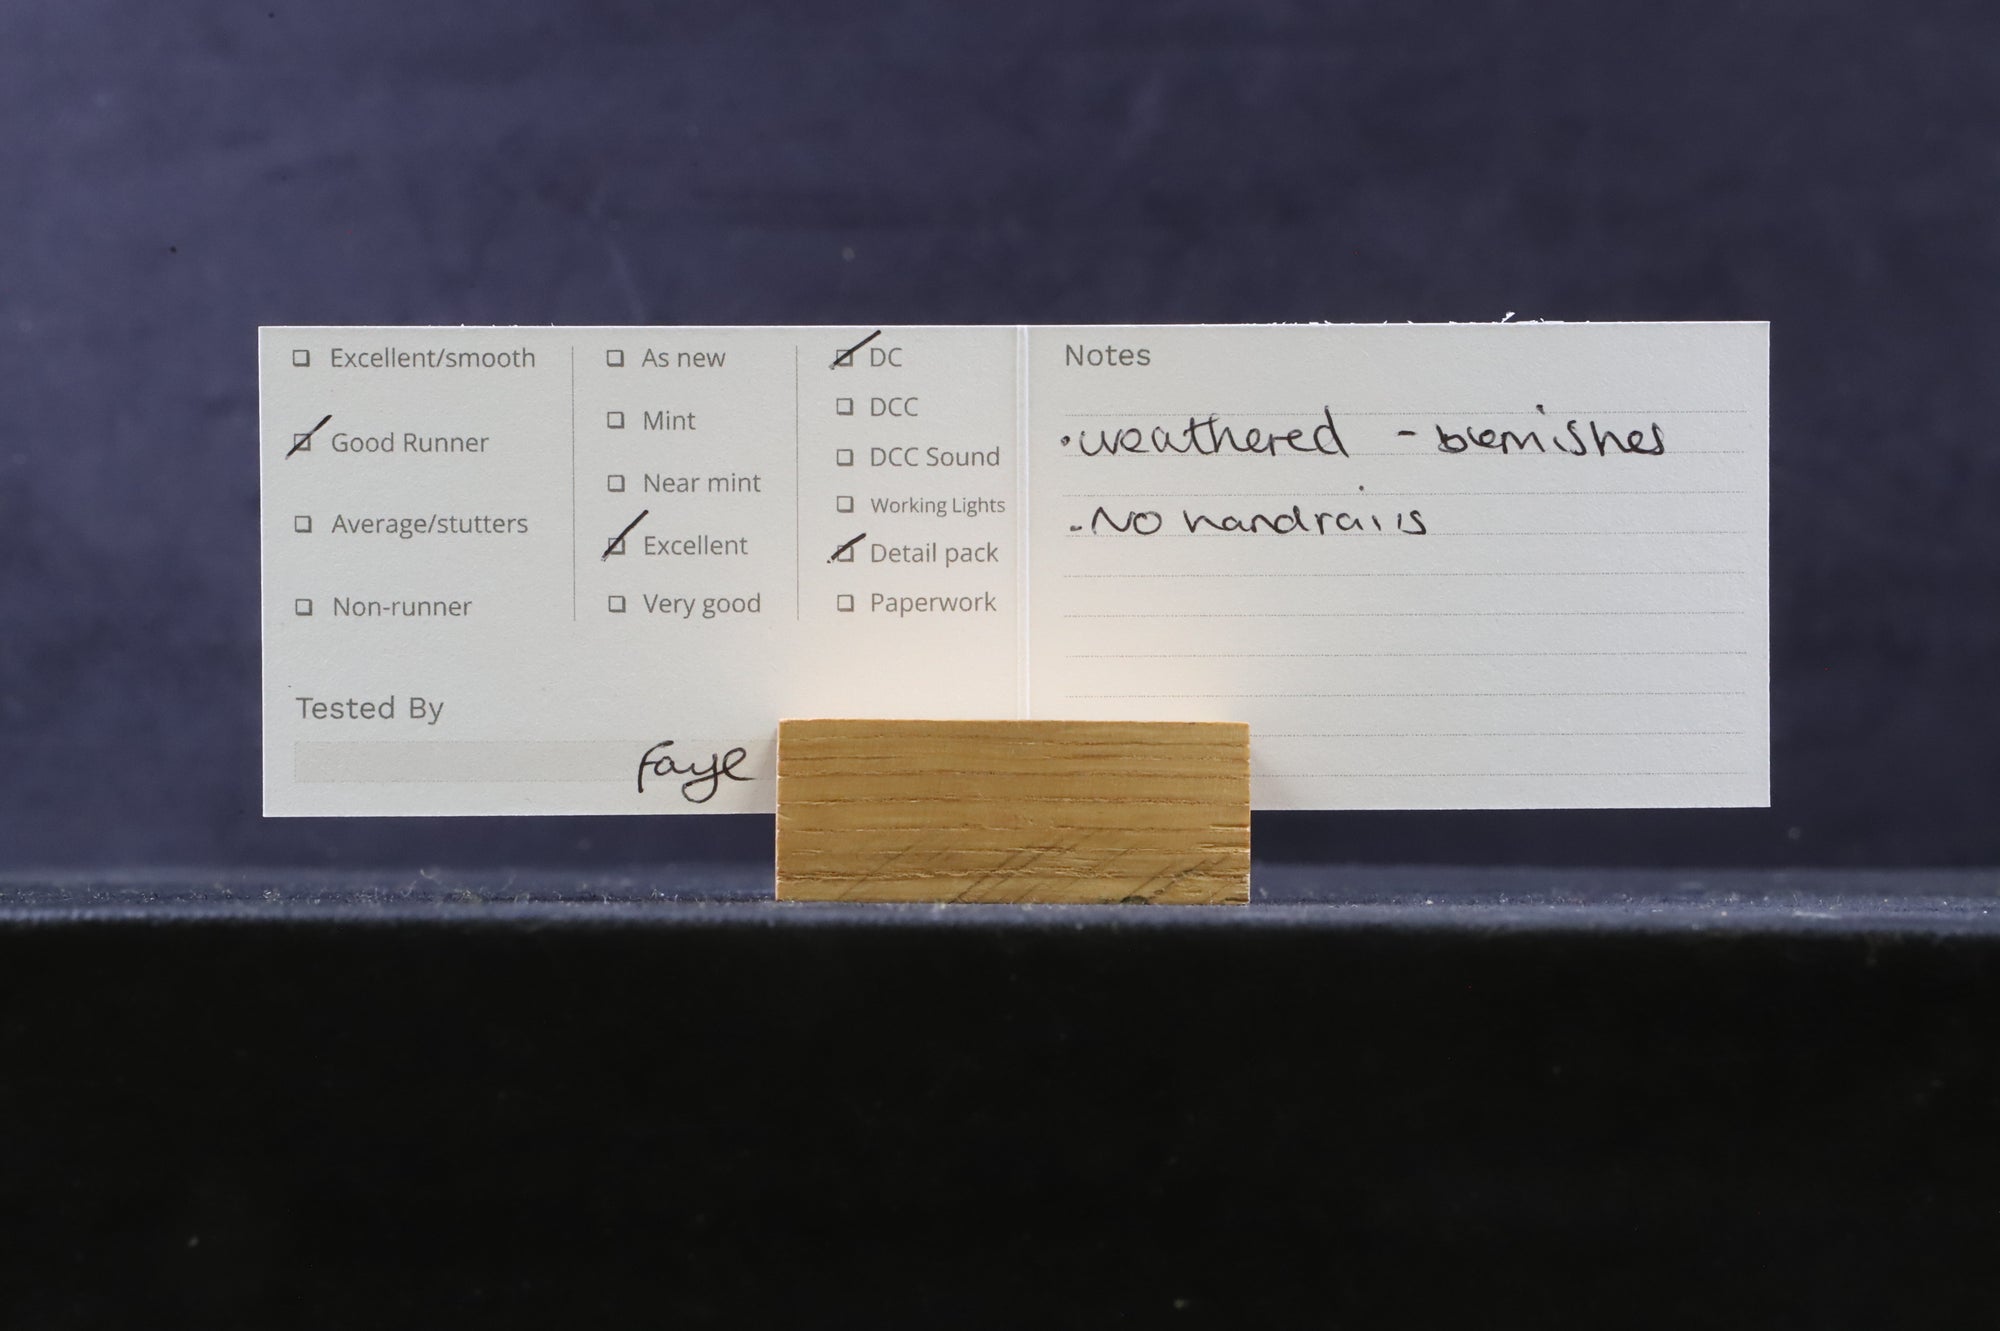 ☐ Excellent/smooth
☑ Good Runner
☐ Average/stutters
☐ Non-runner
☐ As new
☐ Mint
☐ Near mint
☑ Excellent
☐ Very good
☑ DC
☐ DCC
☐ DCC Sound
☐ Working Lights
☑ Detail pack
☐ Paperwork
Tested By
Faye
Notes
·weathered - blemishes
-No handrails